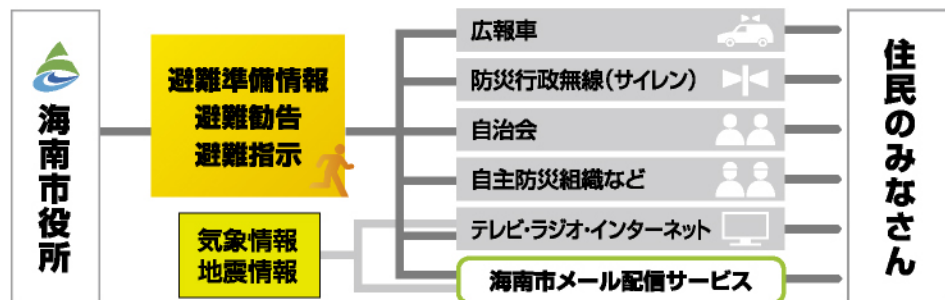 海南市役所
避難準備情報
避難勧告
避難指示
気象情報
地震情報
広報車
防災行政無線(サイレン)
自治会
自主防災組織など
テレビ・ラジオ・インターネット
海南市メール配信サービス
住民のみなさん